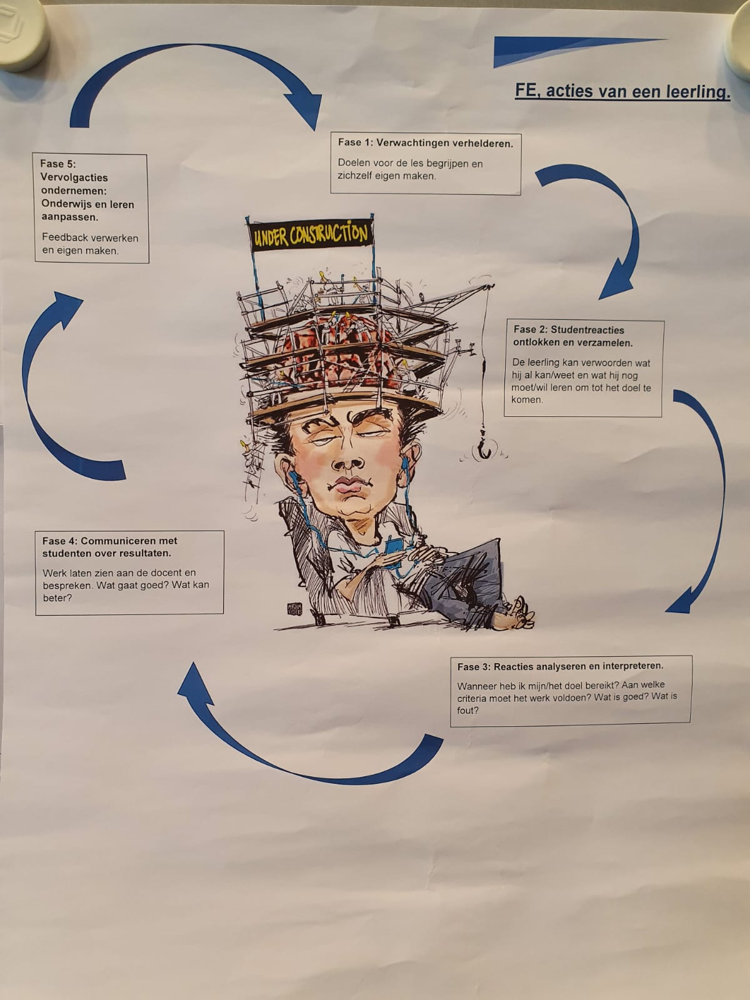 FE, acties van een leerling.
Fase 1: Verwachtingen verhelderen.
Doelen voor de les begrijpen en
zichzelf eigen maken.
Fase 2: Studentreacties
ontlokken en verzamelen.
De leerling kan verwoorden wat
hij al kan/weet en wat hij nog
moet/wil leren om tot het doel te
komen.
Fase 3: Reacties analyseren en interpreteren.
Wanneer heb ik mijn/het doel bereikt? Aan welke
criteria moet het werk voldoen? Wat is goed? Wat is
fout?
Fase 4: Communiceren met
studenten over resultaten.
Werk laten zien aan de docent en
bespreken. Wat gaat goed? Wat kan
beter?
Fase 5:
Vervolgacties
ondernemen:
Onderwijs en leren
aanpassen.
Feedback verwerken
en eigen maken.
UNDER CONSTRUCTION